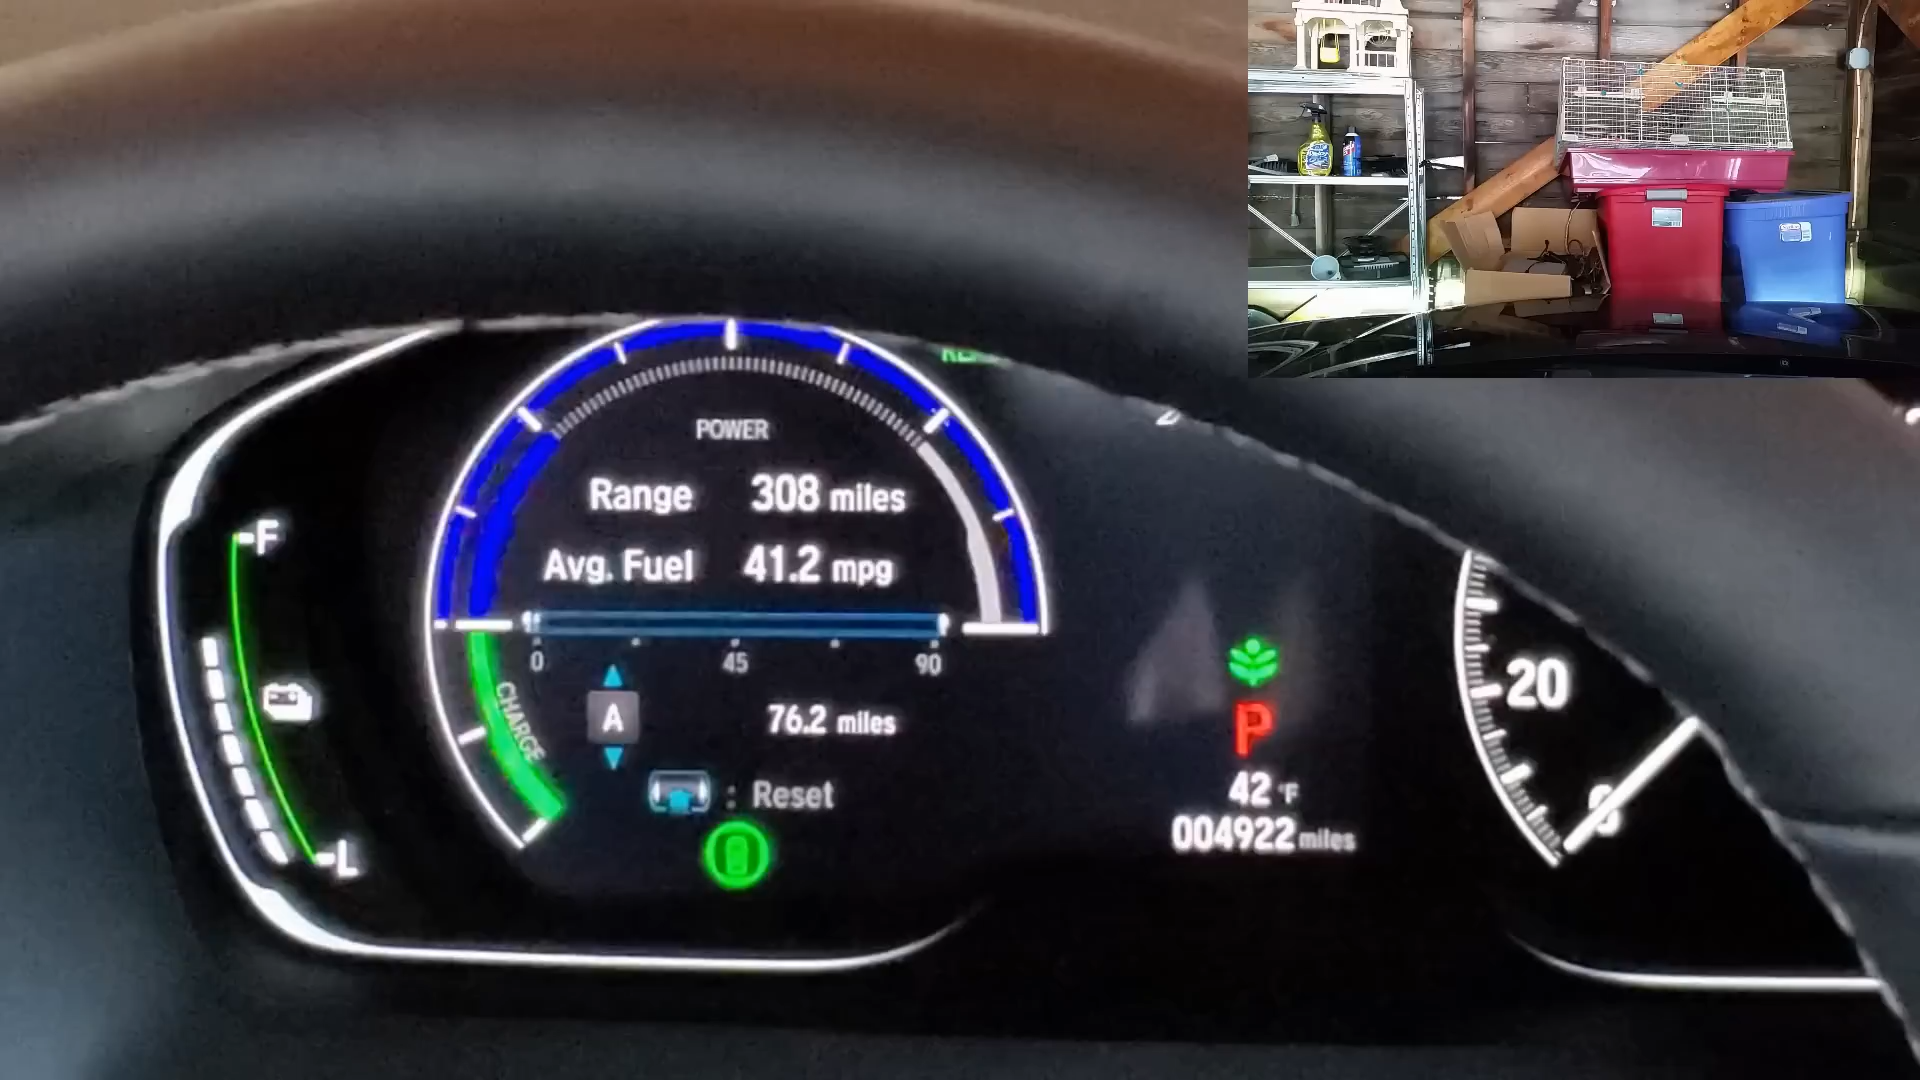 POWER
Range 308 miles
Avg. Fuel 41.2 mpg
0 45 90
CHARGE
A 76.2 miles
: Reset
F
L
P
42 °F
004922 miles
20
0